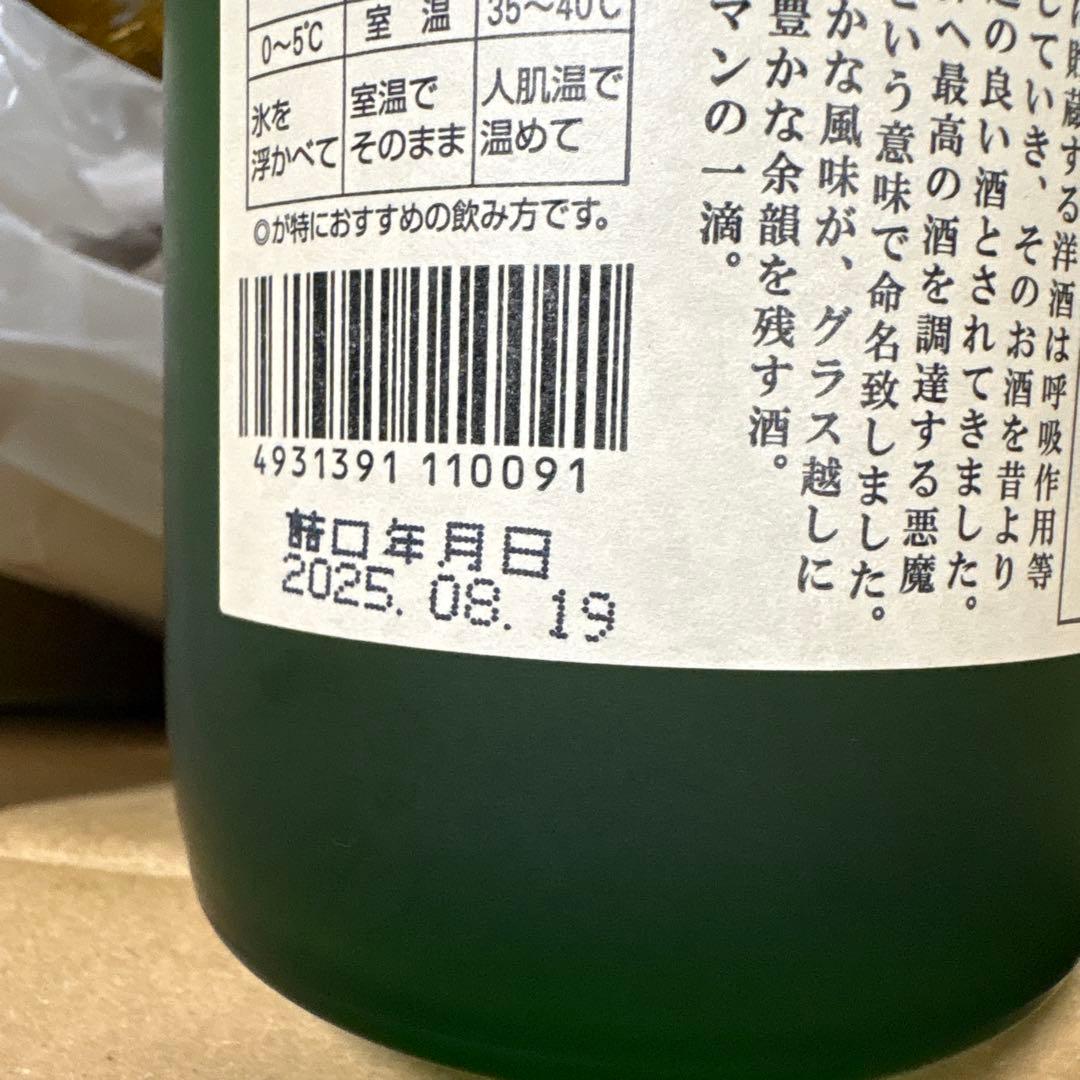 0～5℃ 室 温 35～40℃
氷を
浮かべて
室温で
そのまま
人肌温で
温めて
◎が特におすすめの飲み方です。
4931391 110091
詰口年月日
2025. 08. 19
貯蔵する洋酒は呼吸作用等
していき、そのお酒を昔より
の良い酒とされてきました。
へ最高の酒を調達する悪魔
という意味で命名致しました。
かな風味が、グラス越しに
豊かな余韻を残す酒。
マンの一滴。